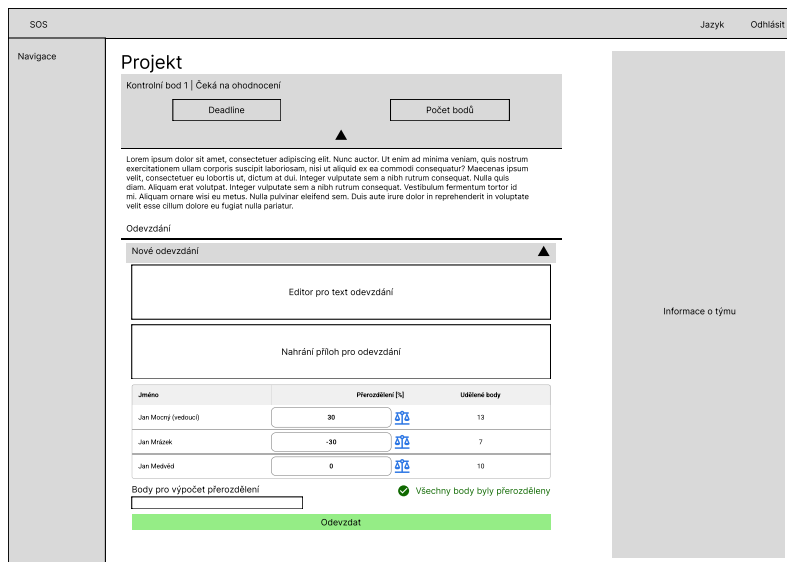 SOS
Jazyk
Odhlásit
Navigace
Projekt
Kontrolní bod 1 | Čeká na ohodnocení
Deadline
Počet bodů
Lorem ipsum dolor sit amet, consectetuer adipiscing elit. Nunc auctor. Ut enim ad minima veniam, quis nostrum
exercitationem ullam corporis suscipit laboriosam, nisi ut aliquid ex ea commodi consequatur? Maecenas ipsum
velit, consectetuer eu lobortis ut, dictum at dui. Integer vulputate sem a nibh rutrum consequat. Nulla quis
diam. Aliquam erat volutpat. Integer vulputate sem a nibh rutrum consequat. Vestibulum fermentum tortor id
mi. Aliquam ornare wisi eu metus. Nulla pulvinar eleifend sem. Duis aute irure dolor in reprehenderit in voluptate
velit esse cillum dolore eu fugiat nulla pariatur.
Odevzdání
Nové odevzdání
Editor pro text odevzdání
Nahrání příloh pro odevzdání
Jméno Přerozdělení [%] Udělené body
Jan Mocný (vedoucí) 30 13
Jan Mrázek -30 7
Jan Medvěd 0 10
Body pro výpočet přerozdělení
Všechny body byly přerozděleny
Odevzdat
Informace o týmu